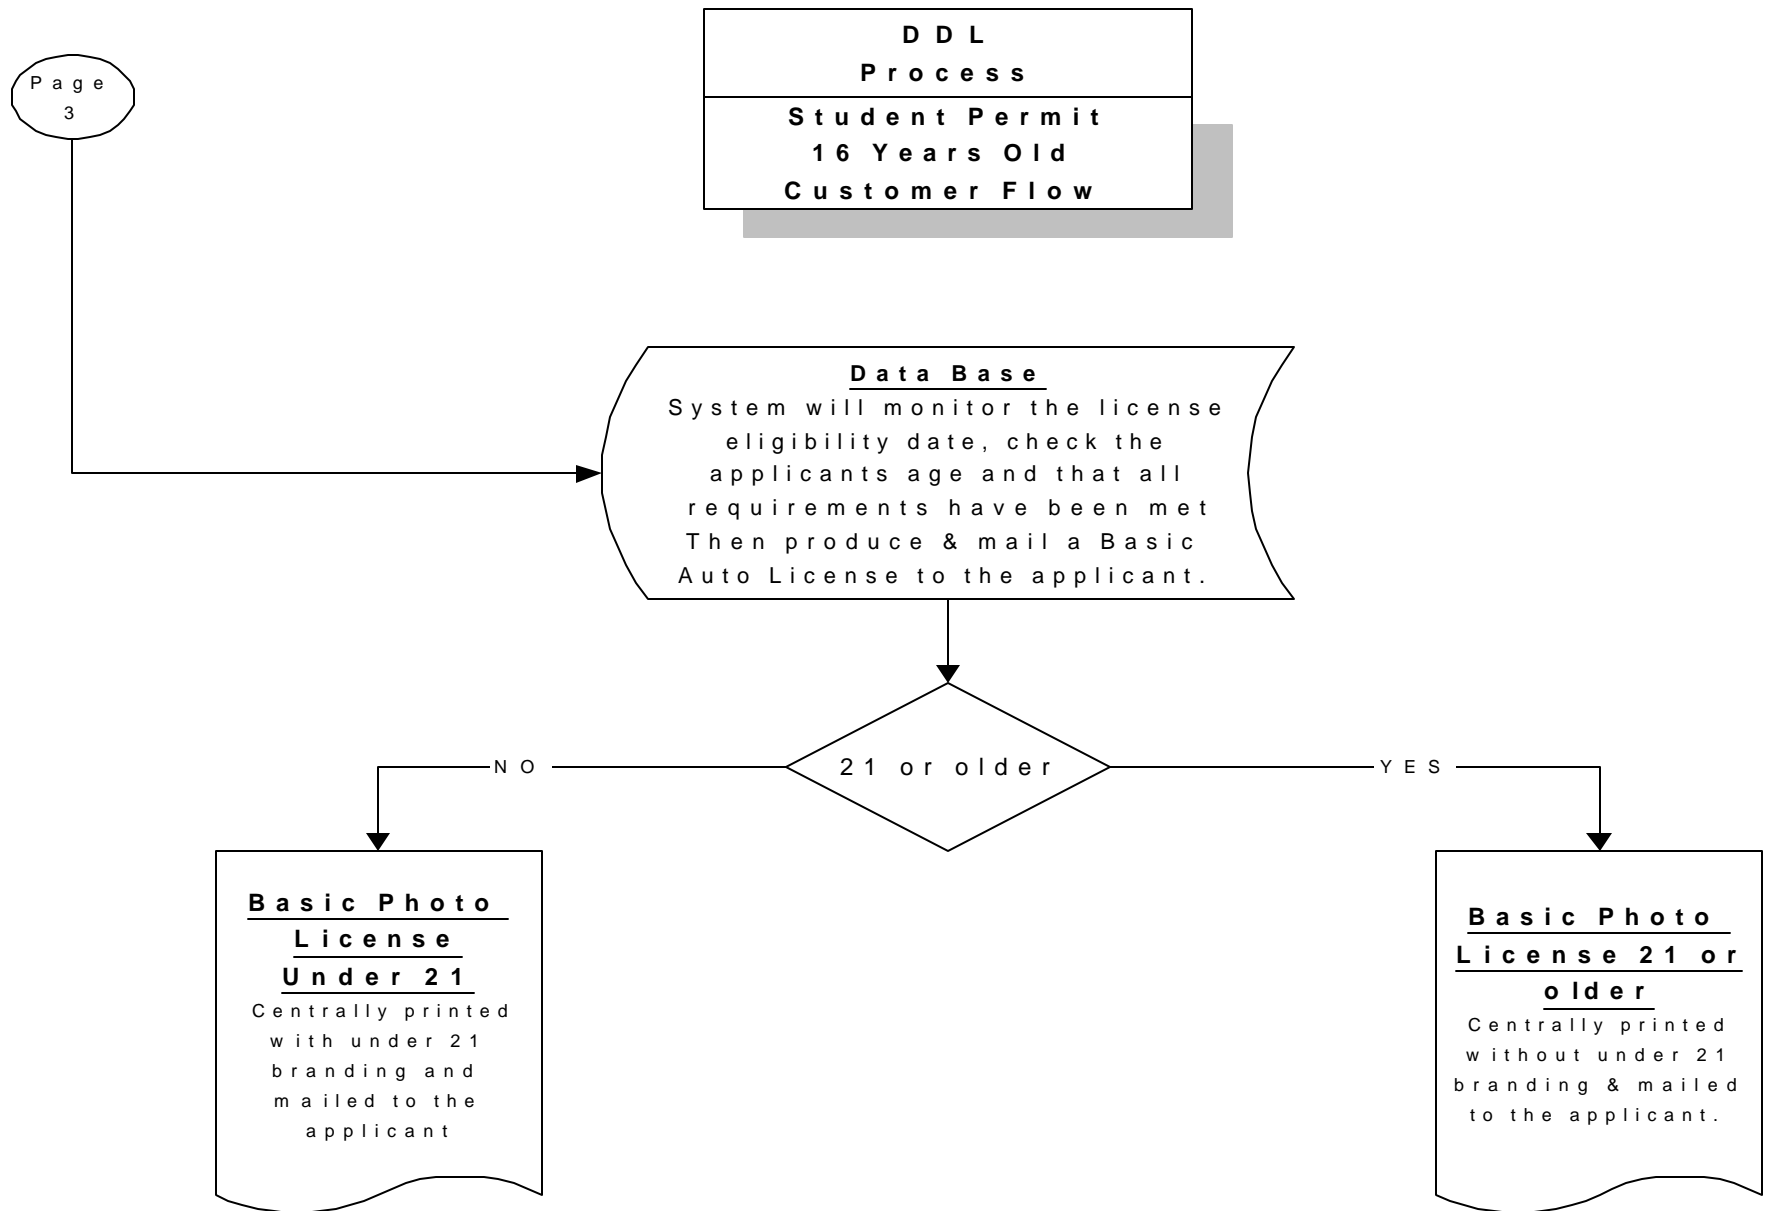 Page
3
DDL
Process
Student Permit
16 Years Old
Customer Flow
Data Base
System will monitor the license
eligibility date, check the
applicants age and that all
requirements have been met
Then produce & mail a Basic
Auto License to the applicant.
21 or older
NO
YES
Basic Photo
License
Under 21
Centrally printed
with under 21
branding and
mailed to the
applicant
Basic Photo
License 21 or
older
Centrally printed
without under 21
branding & mailed
to the applicant.